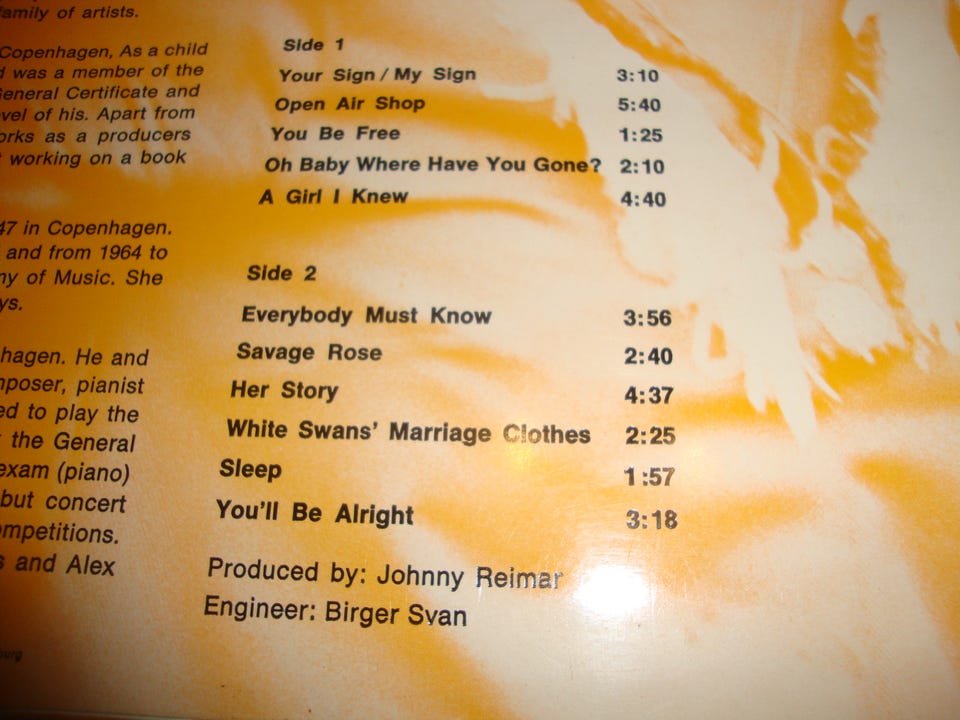 family of artists.
Copenhagen, As a child
was a member of the
General Certificate and
of his. Apart from
works as a producers
working on a book
47 in Copenhagen.
and from 1964 to
of Music. She
hagen. He and
composer, pianist
ed to play the
the General
exam (piano)
but concert
competitions.
s and Alex
burg
Side 1
Your Sign / My Sign 3:10
Open Air Shop 5:40
You Be Free 1:25
Oh Baby Where Have You Gone? 2:10
A Girl I Knew 4:40
Side 2
Everybody Must Know 3:56
Savage Rose 2:40
Her Story 4:37
White Swans' Marriage Clothes 2:25
Sleep 1:57
You'll Be Alright 3:18
Produced by: Johnny Reimar
Engineer: Birger Svan